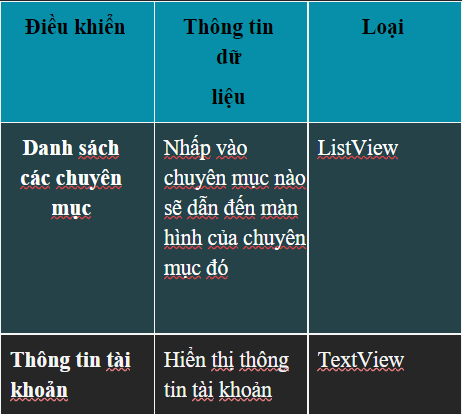 Điều khiển
Thông tin
dữ
liệu
Loại
Danh sách
các chuyên
mục
Nhấp vào
chuyên mục nào
sẽ dẫn đến màn
hình của chuyên
mục đó
ListView
Thông tin tài
khoản
Hiển thị thông
tin tài khoản
TextView